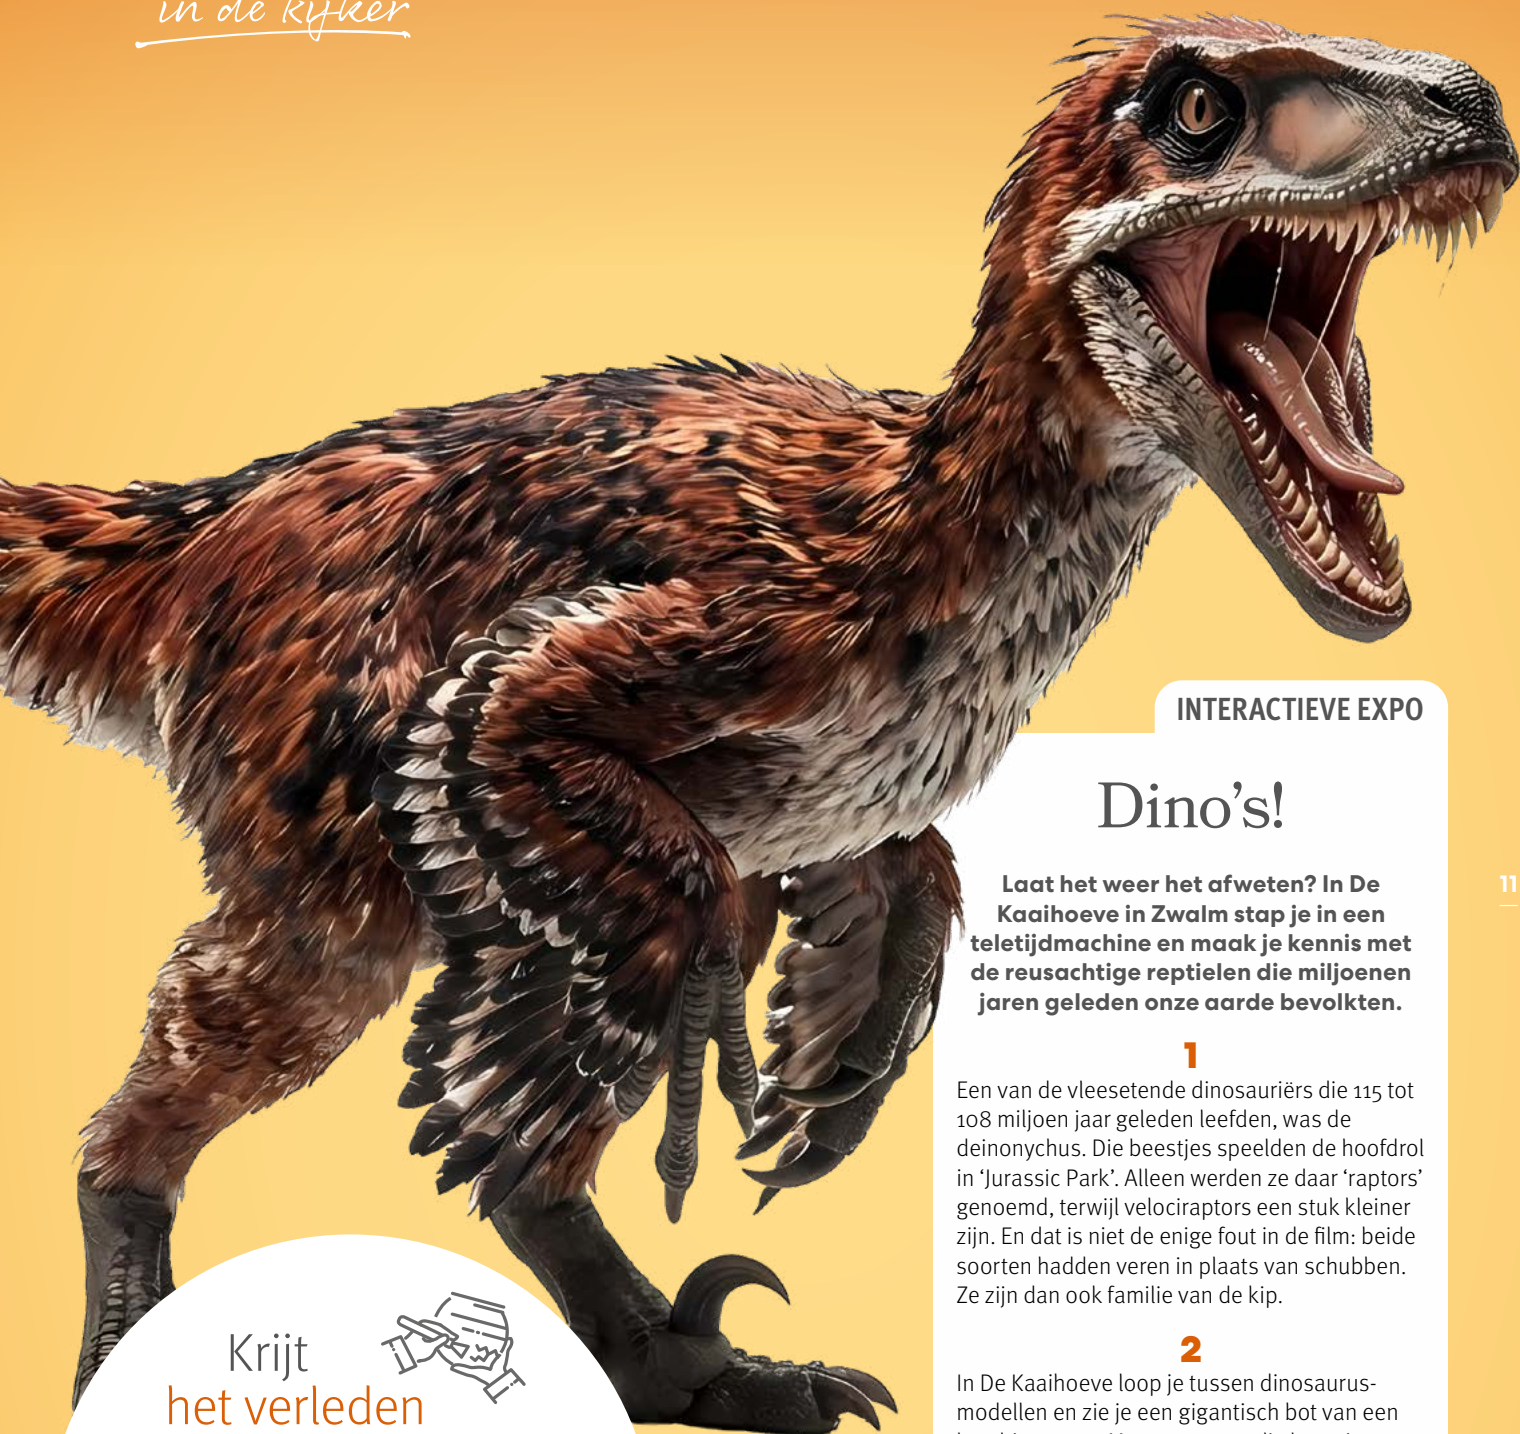 in de kijker
INTERACTIEVE EXPO
Dino's!
Laat het weer het afweten? In De
Kaaihoeve in Zwalm stap je in een
teletijdmachine en maak je kennis met
de reusachtige reptielen die miljoenen
jaren geleden onze aarde bevolkten.
11
1
Een van de vleesetende dinosauriërs die 115 tot
108 miljoen jaar geleden leefden, was de
deinonychus. Die beestjes speelden de hoofdrol
in ‘Jurassic Park’. Alleen werden ze daar ‘raptors’
genoemd, terwijl velociraptors een stuk kleiner
zijn. En dat is niet de enige fout in de film: beide
soorten hadden veren in plaats van schubben.
Ze zijn dan ook familie van de kip.
2
In De Kaaihoeve loop je tussen dinosaurus-
modellen en zie je een gigantisch bot van een
Krijt
het verleden